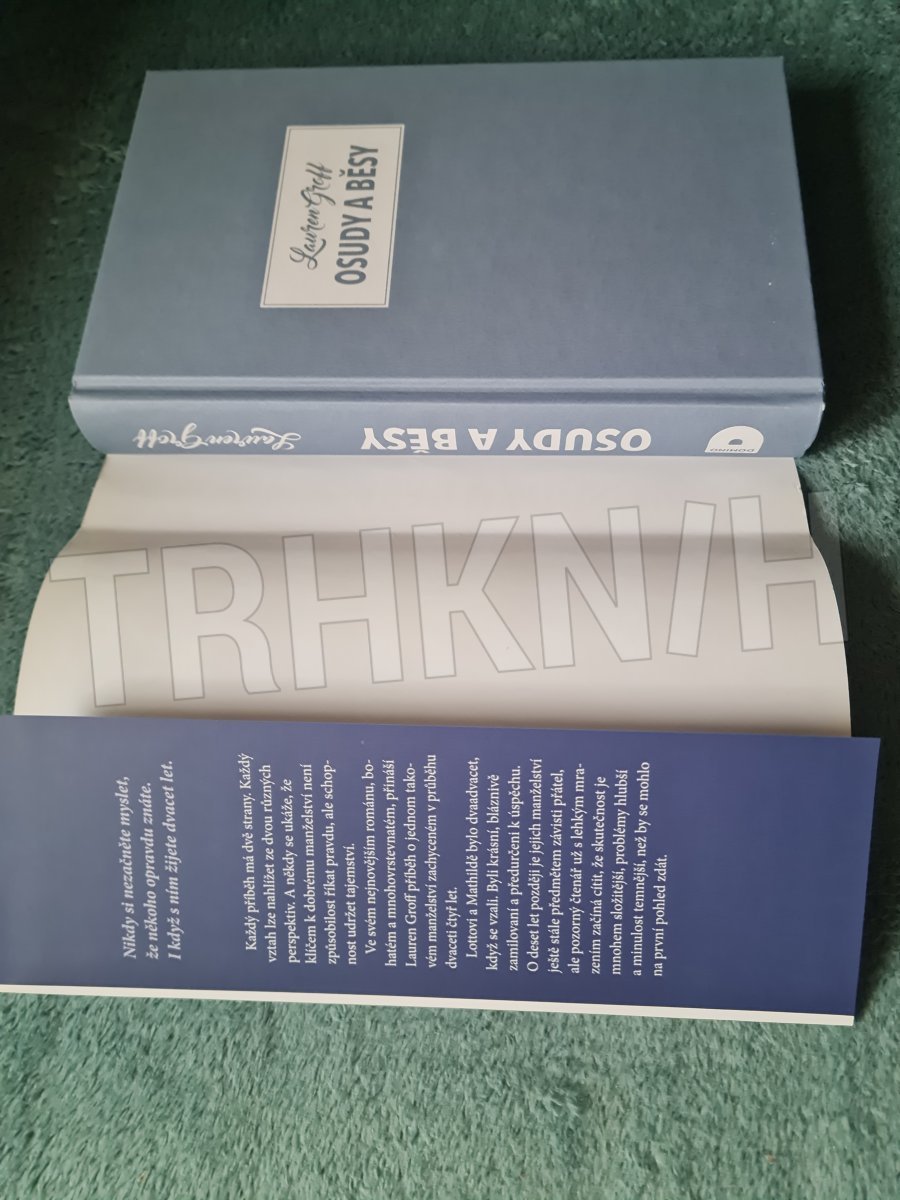 Lauren Groff
OSUDY A BĚSY
Lauren Groff
OSUDY A BĚSY
DOMINO
TRHKNIH
Nikdy si nezačněte myslet,
že někoho opravdu znáte.
I když s ním žijete dvacet let.
Každý příběh má dvě strany. Každý
vztah lze nahlížet ze dvou různých
perspektiv. A někdy se ukáže, že
klíčem k dobrému manželství není
způsobilost říkat pravdu, ale schop-
nost udržet tajemství.
Ve svém nejnovějším románu, bo-
hatém a mnohovrstevnatém přináší
Lauren Groff příběh o jednom tako-
vém manželství zachyceném v průběhu
dvaceti čtyř let.
Lottovi a Mathildě bylo dvaadvacet,
když se vzali. Byli krásní, bláznivě
zamilovaní a předurčeni k úspěchu.
O deset let později je jejich manželství
ještě stále předmětem závisti přátel,
ale pozorný čtenář už s lehkým mra-
zením začíná cítit, že skutečnost je
mnohem složitější, problémy hlubší
a minulost temnější, než by se mohlo
na první pohled zdát.